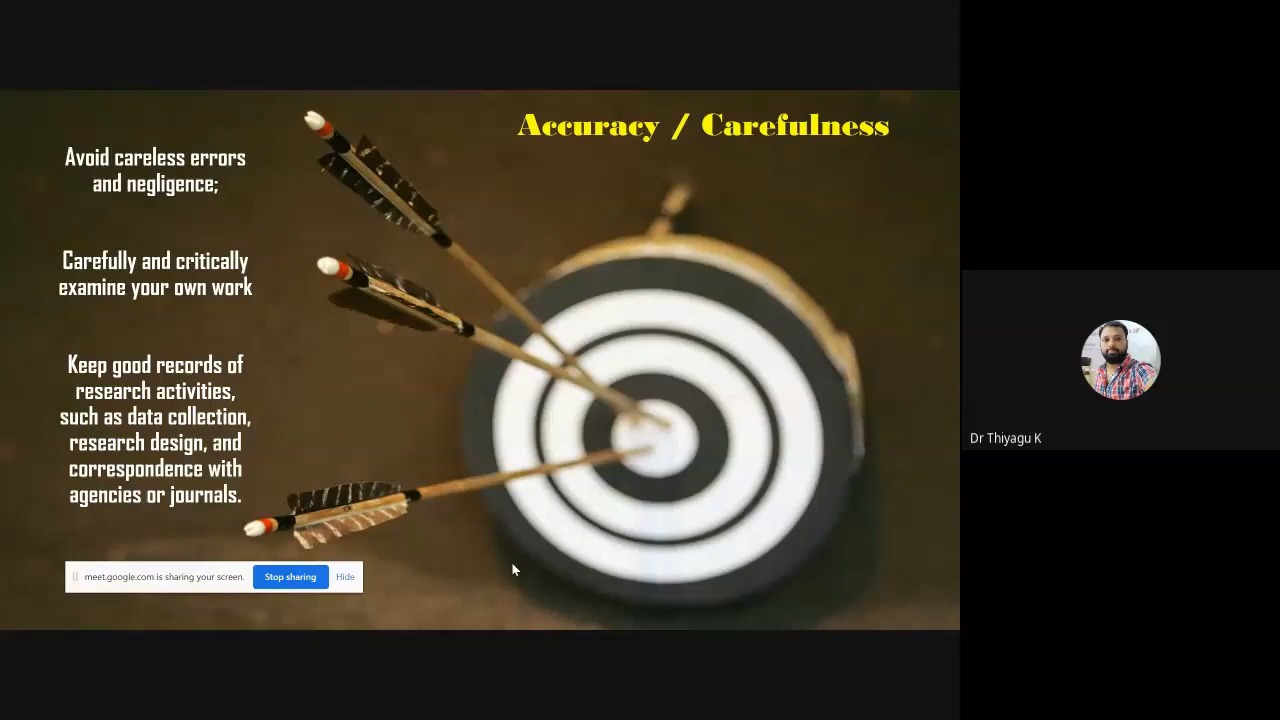 Accuracy / Carefulness
Avoid careless errors
and negligence;
Carefully and critically
examine your own work
Keep good records of
research activities,
such as data collection,
research design, and
correspondence with
agencies or journals.
meet.google.com is sharing your screen. Stop sharing Hide
Dr Thiyagu K